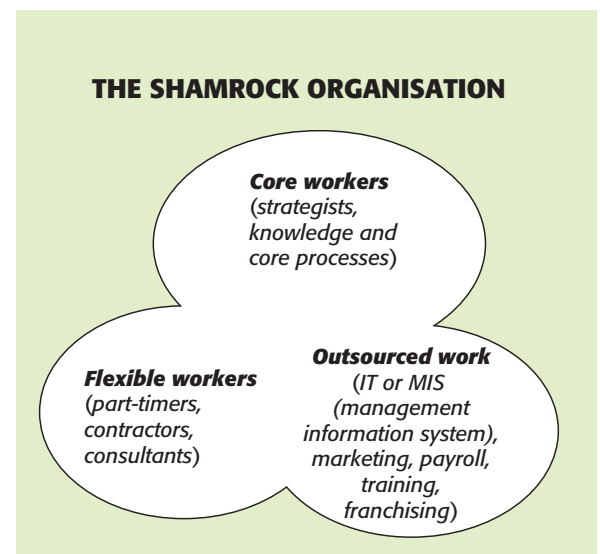 THE SHAMROCK ORGANISATION
Core workers
(strategists,
knowledge and
core processes)
Flexible workers
(part-timers,
contractors,
consultants)
Outsourced work
(IT or MIS
(management
information system),
marketing, payroll,
training,
franchising)